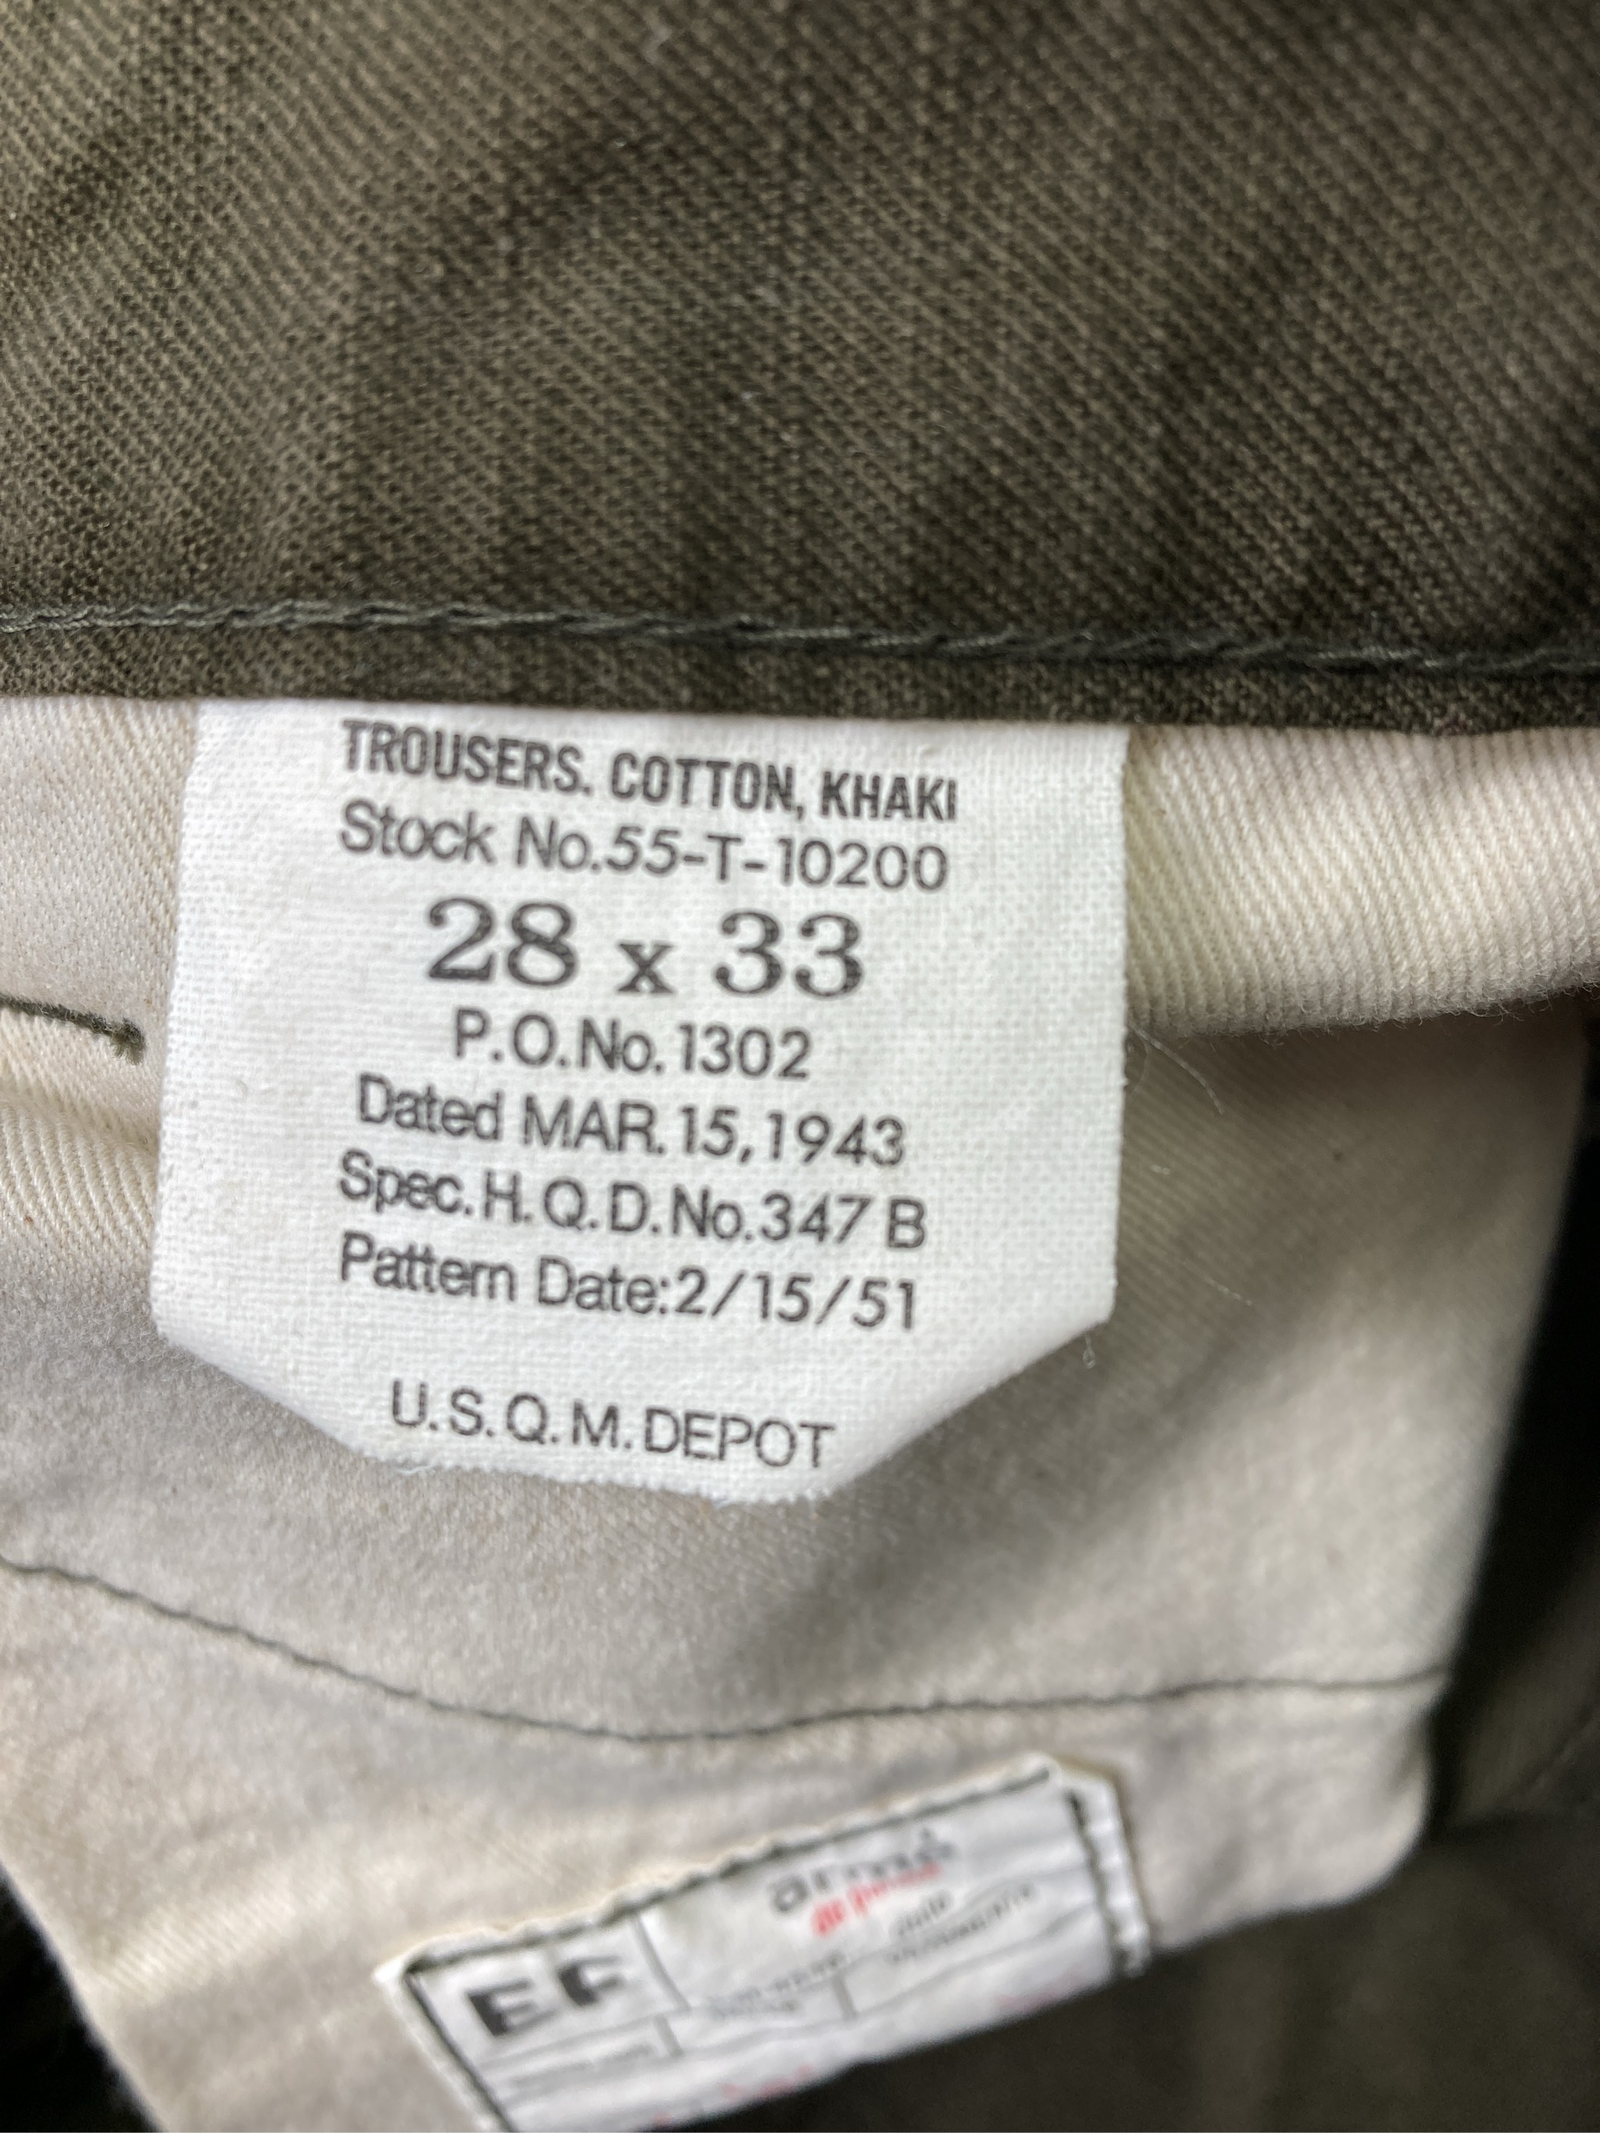 TROUSERS. COTTON, KHAKI
Stock No.55-T-10200
28 x 33
P.O.No.1302
Dated MAR.15,1943
Spec.H.Q.D.No.347 B
Pattern Date:2/15/51
U.S.Q.M.DEPOT
EF